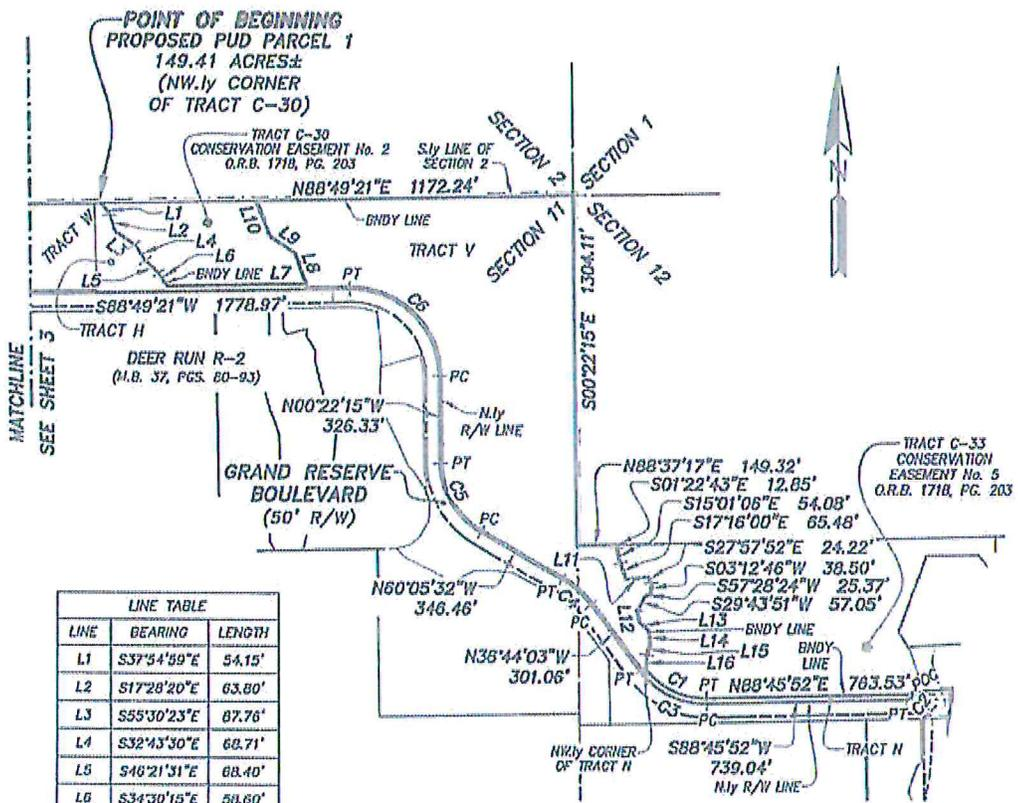 POINT OF BEGINNING
PROPOSED PUD PARCEL 1
149.41 ACRES±
(NW.ly CORNER
OF TRACT C-30)
TRACT C-30
CONSERVATION EASEMENT No. 2
O.R.B. 1718, PG. 203
S.ly LINE OF
SECTION 2
SECTION 2
SECTION 1
N88°49'21"E 1172.24'
BNDY LINE
SECTION 11
SECTION 12
N
TRACT W
L1
L2
L3
L4
L5
L6
BNDY LINE
L7
L8
L9
L10
TRACT V
PT
C6
S88°49'21"W 1778.97'
TRACT H
MATCHLINE
SEE SHEET 3
DEER RUN R-2
(M.B. 37, PGS. 80-93)
S00°22'15"E 1304.11'
PC
N00°22'15"W
326.33'
N.ly
R/W LINE
PT
C5
GRAND RESERVE
BOULEVARD
(50' R/W)
PC
TRACT C-33
CONSERVATION
EASEMENT No. 5
O.R.B. 1718, PG. 203
N88°37'17"E 149.32'
S01°22'43"E 12.85'
S15°01'06"E 54.08'
S17°16'00"E 65.48'
S27°57'52"E 24.22'
S03°12'46"W 38.50'
S57°28'24"W 25.37'
S29°43'51"W 57.05'
L11
L12
L13
BNDY LINE
L14
L15
L16
BNDY
LINE
N60°05'32"W
346.46'
PT
C4
PC
N36°44'03"W
301.06'
PT
C1
PT
N88°45'52"E 763.53'
POC
C2
C3
PC
PT
NW.ly CORNER
OF TRACT N
S88°45'52"W
739.04'
N.ly R/W LINE
TRACT N
LINE TABLE
LINE BEARING LENGTH
L1 S37°54'59"E 54.15'
L2 S17°28'20"E 63.80'
L3 S55°30'23"E 87.76'
L4 S32°43'30"E 68.71'
L5 S46°21'31"E 68.40'
L6 S34°30'15"E 58.60'